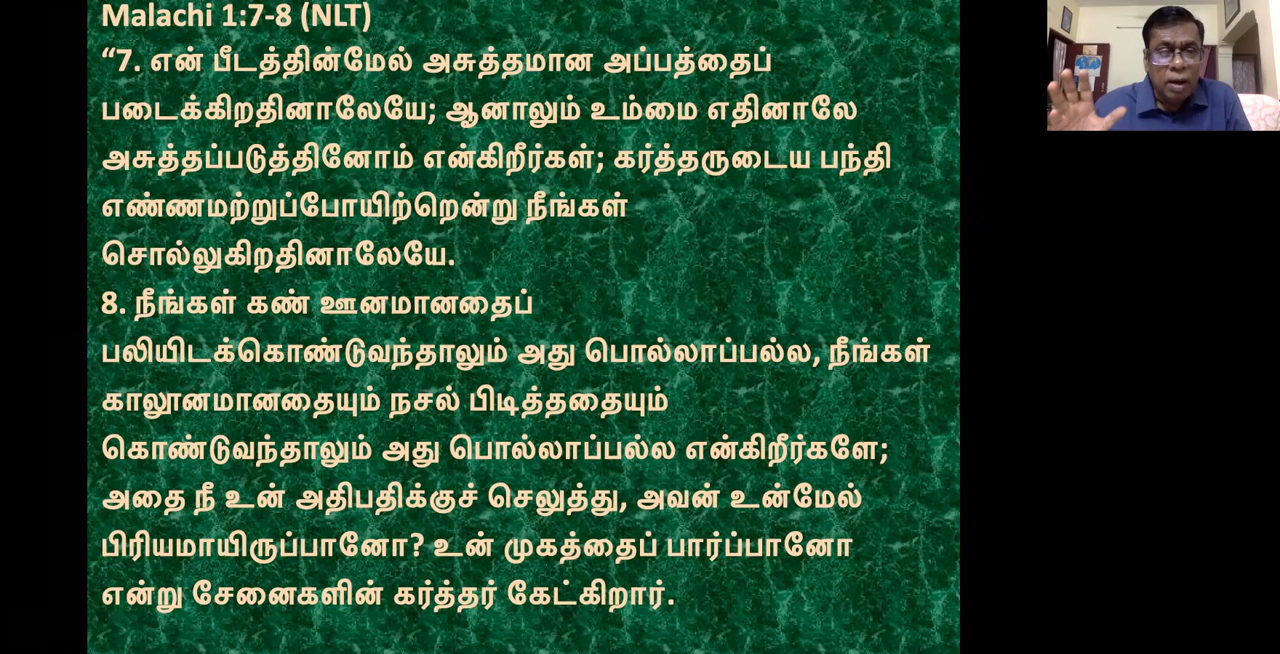 Malachi 1:7-8 (NLT)
“7. என் பீடத்தின்மேல் அசுத்தமான அப்பத்தைப்
படைக்கிறதினாலேயே; ஆனாலும் உம்மை எதினாலே
அசுத்தப்படுத்தினோம் என்கிறீர்கள்; கர்த்தருடைய பந்தி
எண்ணமற்றுப்போயிற்றென்று நீங்கள்
சொல்லுகிறதினாலேயே.
8. நீங்கள் கண் ஊனமானதைப்
பலியிடக்கொண்டுவந்தாலும் அது பொல்லாப்பல்ல, நீங்கள்
காலூனமானதையும் நசல் பிடித்ததையும்
கொண்டுவந்தாலும் அது பொல்லாப்பல்ல என்கிறீர்களே;
அதை நீ உன் அதிபதிக்குச் செலுத்து, அவன் உன்மேல்
பிரியமாயிருப்பானோ? உன் முகத்தைப் பார்ப்பானோ
என்று சேனைகளின் கர்த்தர் கேட்கிறார்.